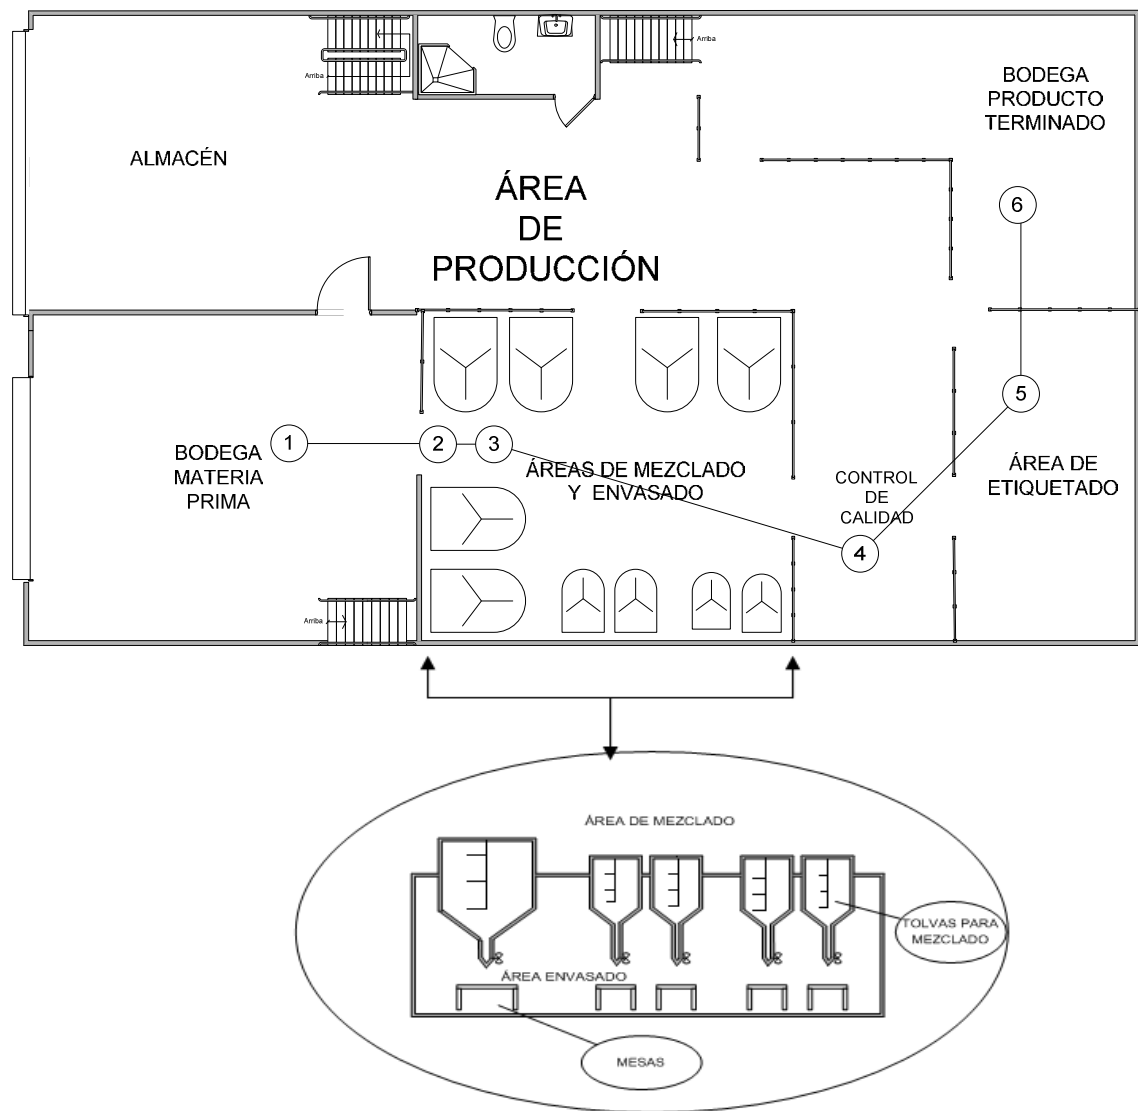 Arriba
Arriba
Arriba
BODEGA
PRODUCTO
TERMINADO
ALMACÉN
ÁREA
DE
PRODUCCIÓN
6
5
1
2
3
BODEGA
MATERIA
PRIMA
ÁREAS DE MEZCLADO
Y ENVASADO
CONTROL
DE
CALIDAD
4
ÁREA DE
ETIQUETADO
Arriba
ÁREA DE MEZCLADO
TOLVAS PARA
MEZCLADO
ÁREA ENVASADO
MESAS